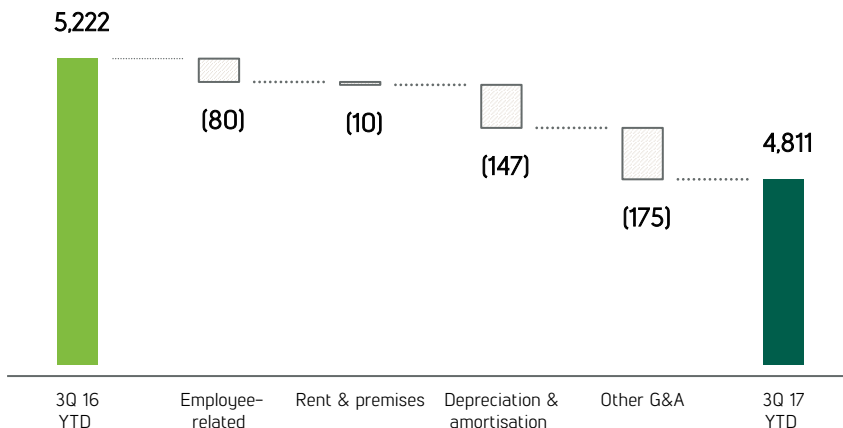 5,222
(80)
(10)
(147)
(175)
4,811
3Q 16
YTD
Employee-
related
Rent & premises
Depreciation &
amortisation
Other G&A
3Q 17
YTD